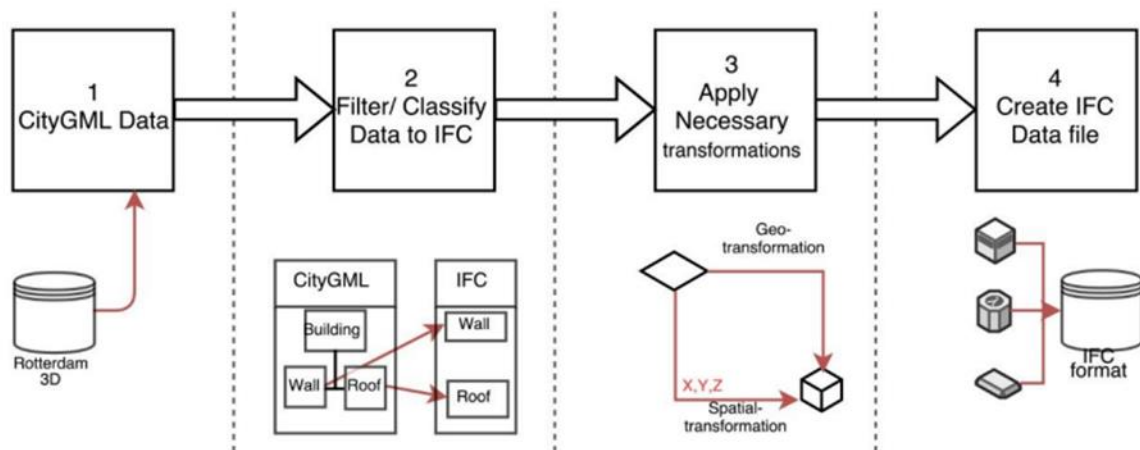 1
CityGML Data
2
Filter/ Classify
Data to IFC
3
Apply
Necessary
transformations
4
Create IFC
Data file
Rotterdam
3D
CityGML
Building
Wall
Roof
IFC
Wall
Roof
Geo-
transformation
X,Y,Z
Spatial-
transformation
IFC
format